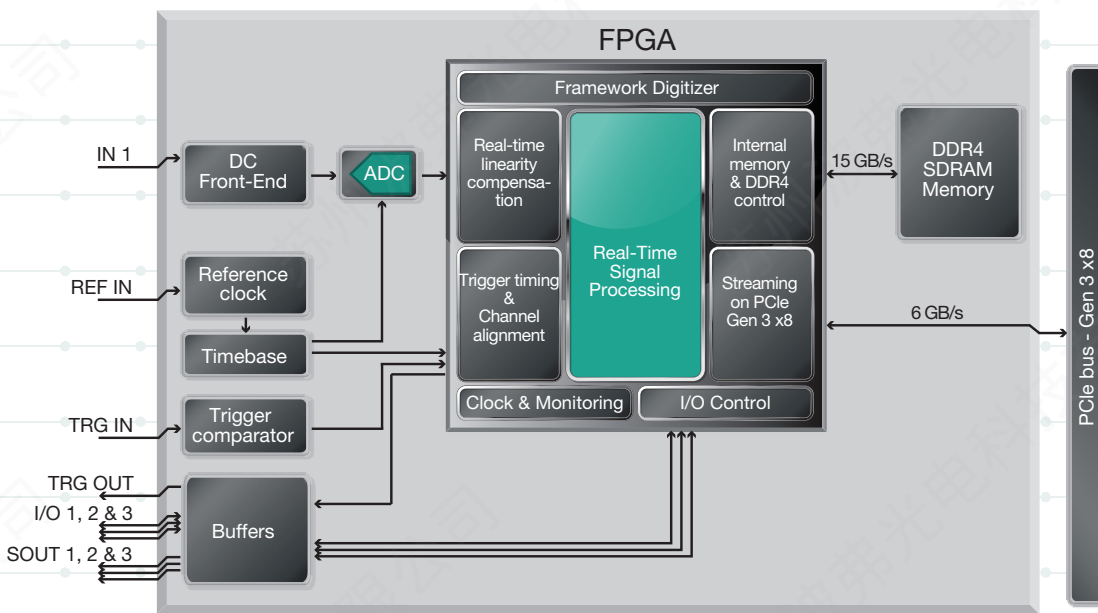 FPGA
Framework Digitizer
IN 1
DC
Front-End
ADC
Real-time
linearity
compensa-
tion
Internal
memory
& DDR4
control
15 GB/s
DDR4
SDRAM
Memory
Real-Time
Signal
Processing
REF IN
Reference
clock
Timebase
Trigger timing
&
Channel
alignment
Streaming
on PCIe
Gen 3 x8
6 GB/s
PCIe bus - Gen 3 x8
Clock & Monitoring
I/O Control
TRG IN
Trigger
comparator
TRG OUT
I/O 1, 2 & 3
SOUT 1, 2 & 3
Buffers